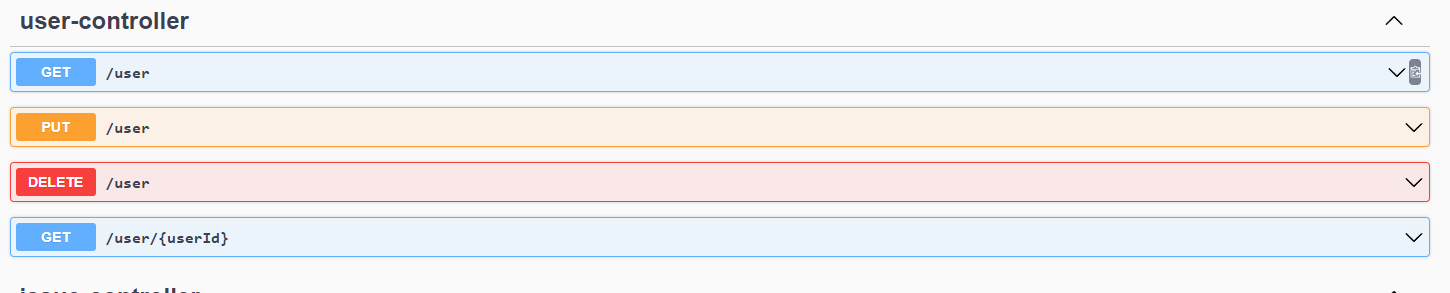 user-controller
GET /user
PUT /user
DELETE /user
GET /user/{userId}